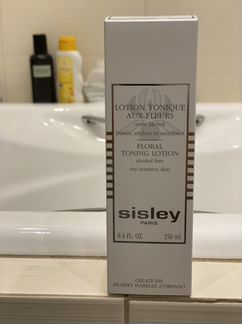 LOTION TONIQUE
AUX FLEURS
sans alcool
peaux sèches et sensibles
FLORAL
TONING LOTION
alcohol free
dry/sensitive skin
sisley
PARIS
8.4 FL. OZ. 250 ml
CREATIONS
HUBERT ISABELLE d'ORNANO